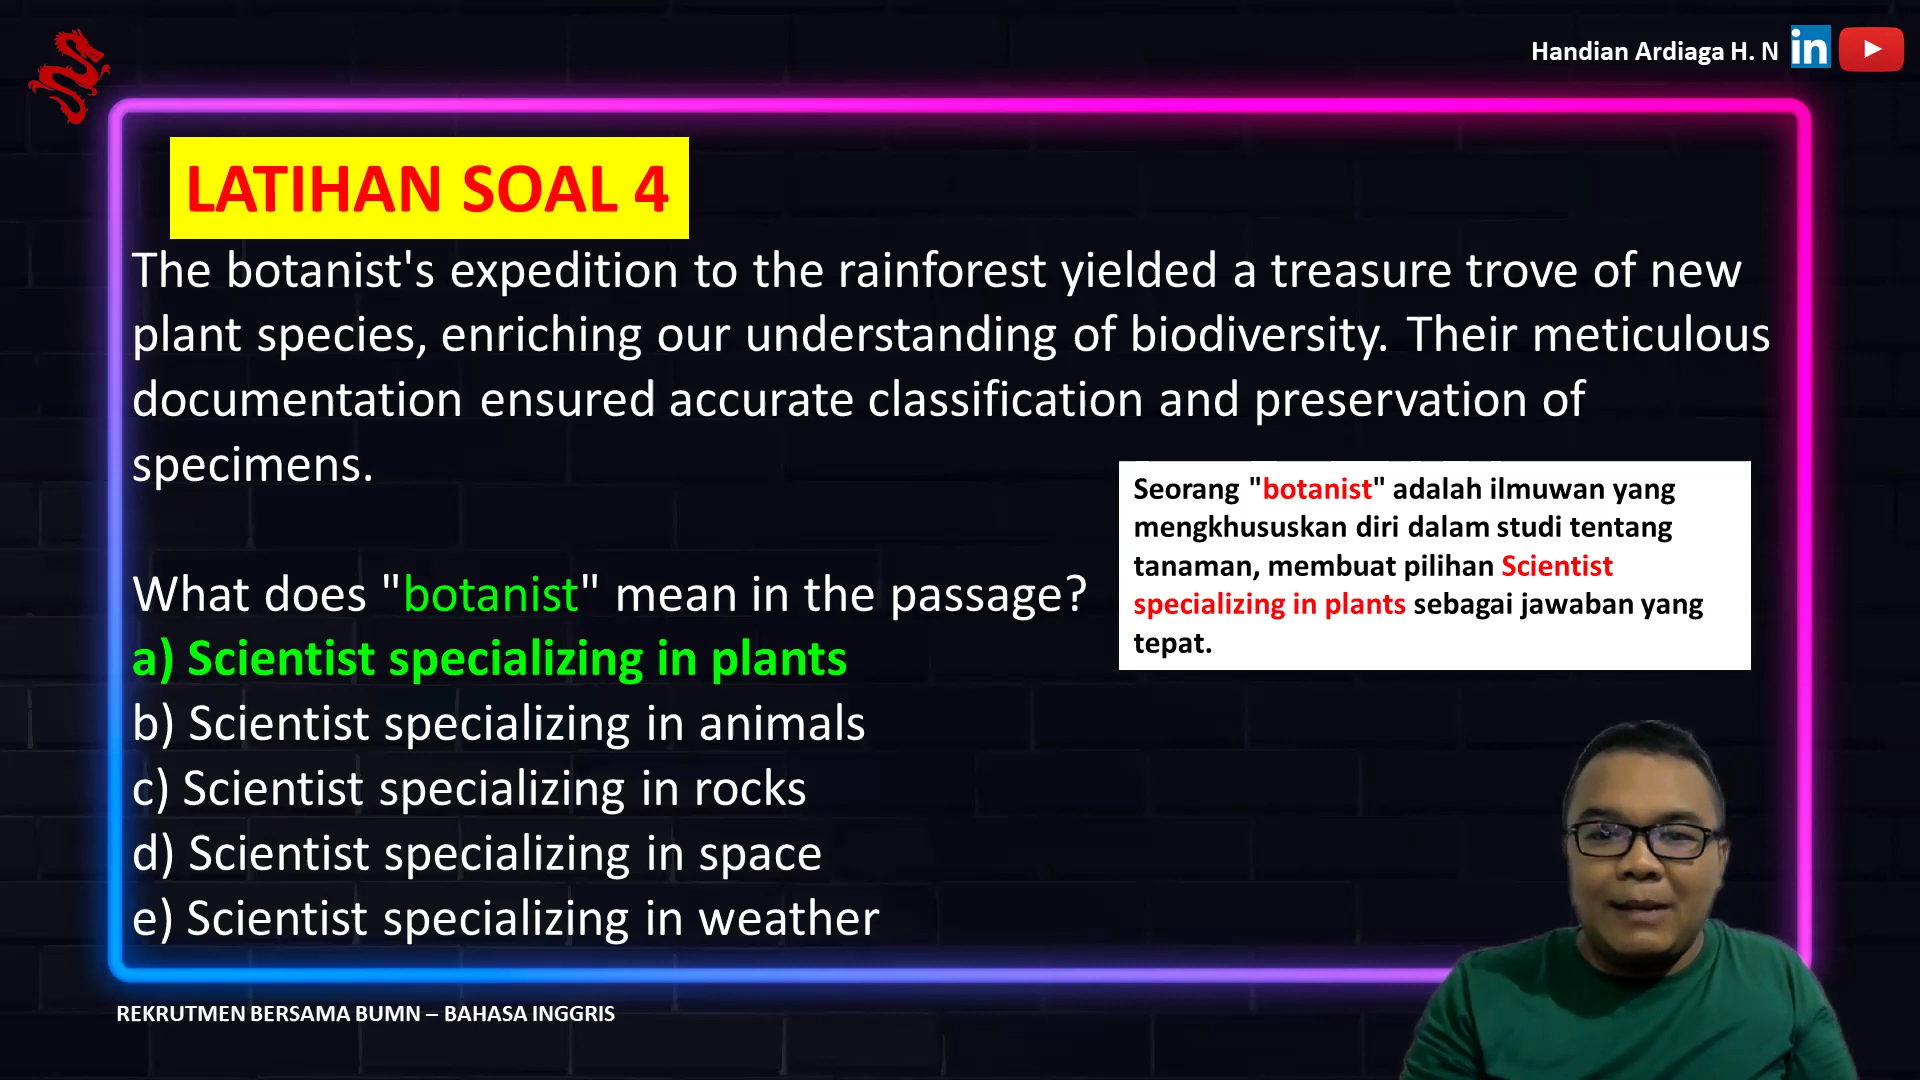 Handian Ardiaga H. N
LATIHAN SOAL 4
The botanist's expedition to the rainforest yielded a treasure trove of new
plant species, enriching our understanding of biodiversity. Their meticulous
documentation ensured accurate classification and preservation of
specimens.
Seorang "botanist" adalah ilmuwan yang
mengkhususkan diri dalam studi tentang
tanaman, membuat pilihan Scientist
specializing in plants sebagai jawaban yang
tepat.
What does "botanist" mean in the passage?
a) Scientist specializing in plants
b) Scientist specializing in animals
c) Scientist specializing in rocks
d) Scientist specializing in space
e) Scientist specializing in weather
REKRUTMEN BERSAMA BUMN – BAHASA INGGRIS